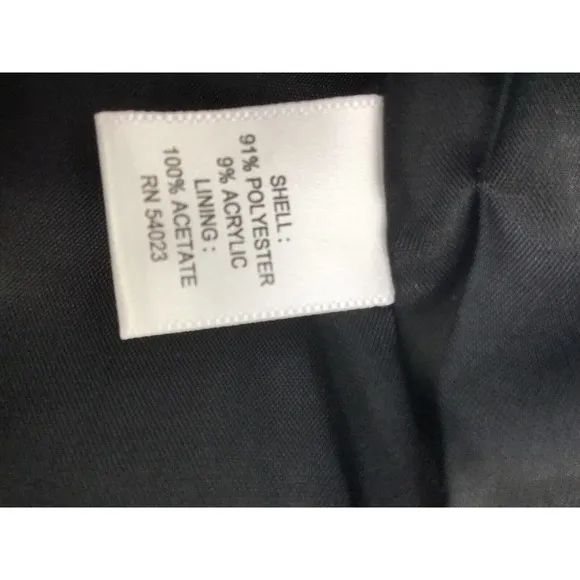 SHELL :
91% POLYESTER
9% ACRYLIC
LINING :
100% ACETATE
RN 54023